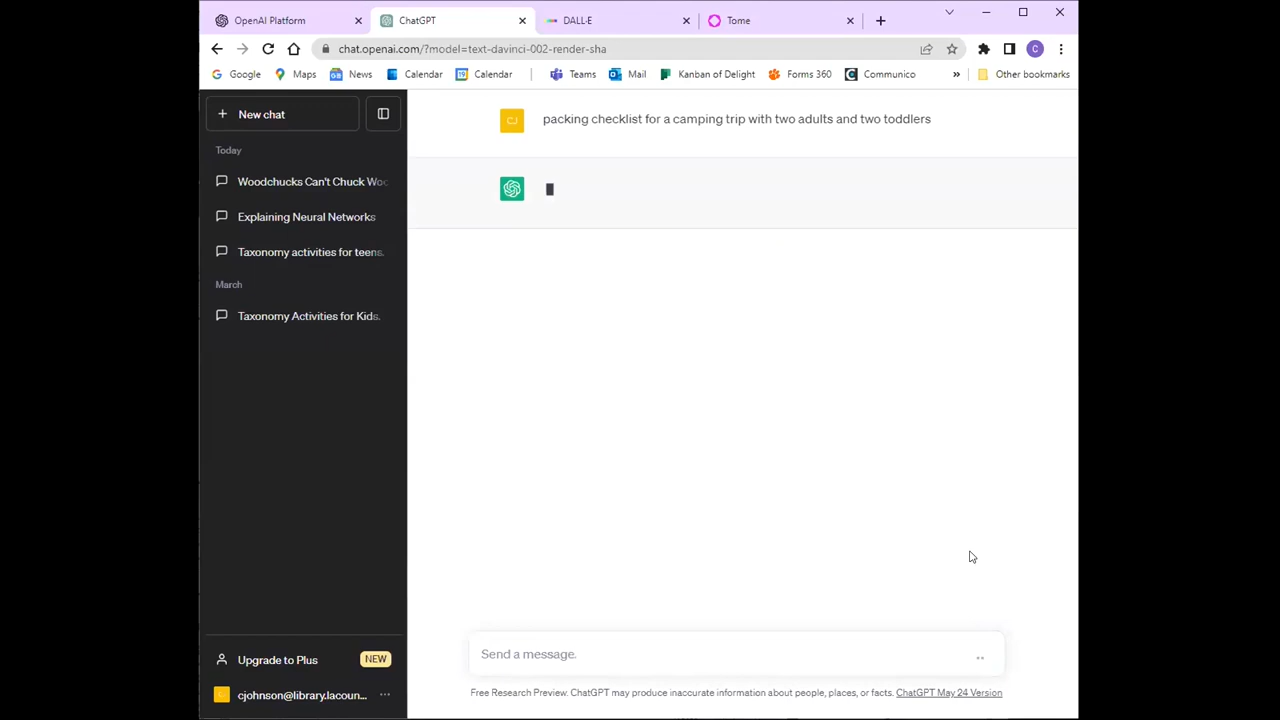 OpenAI Platform
ChatGPT
DALL·E
Tome
chat.openai.com/?model=text-davinci-002-render-sha
C
Google
Maps
News
Calendar
Calendar
Teams
Mail
Kanban of Delight
Forms 360
Communico
»
Other bookmarks
+ New chat
Today
Woodchucks Can't Chuck Woo
Explaining Neural Networks
Taxonomy activities for teens.
March
Taxonomy Activities for Kids.
Upgrade to Plus
NEW
cjohnson@library.lacoun...
CJ
packing checklist for a camping trip with two adults and two toddlers
Send a message.
Free Research Preview. ChatGPT may produce inaccurate information about people, places, or facts. ChatGPT May 24 Version